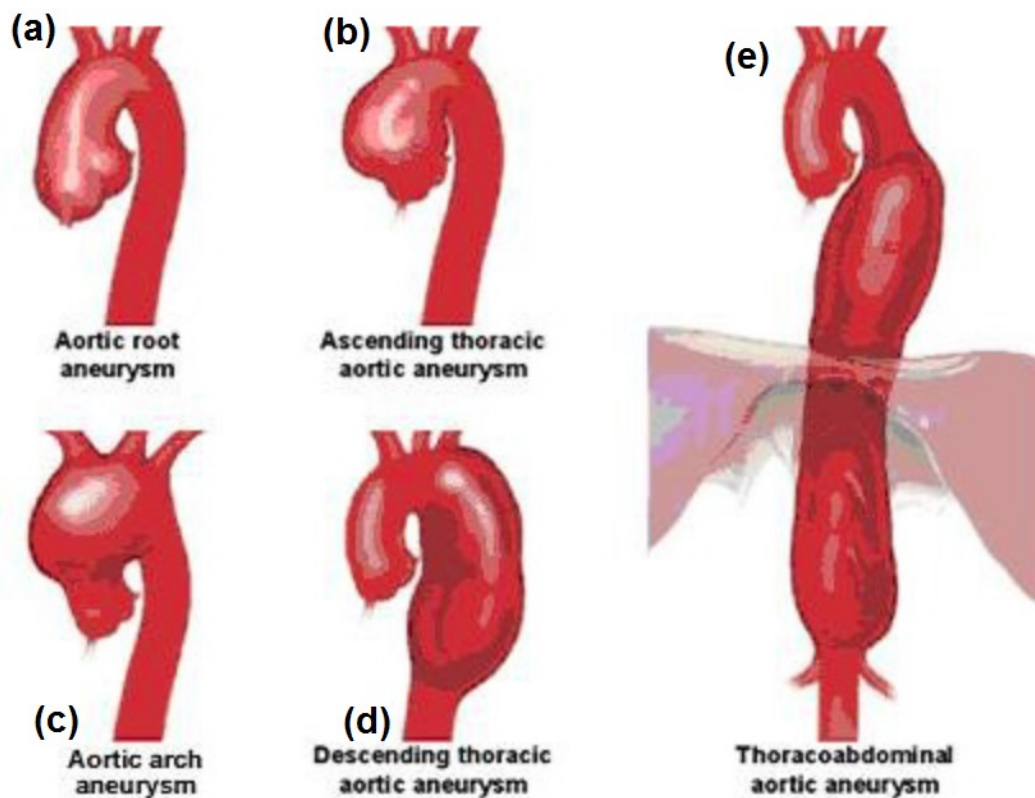 (a)
Aortic root
aneurysm
(b)
Ascending thoracic
aortic aneurysm
(c)
Aortic arch
aneurysm
(d)
Descending thoracic
aortic aneurysm
(e)
Thoracoabdominal
aortic aneurysm